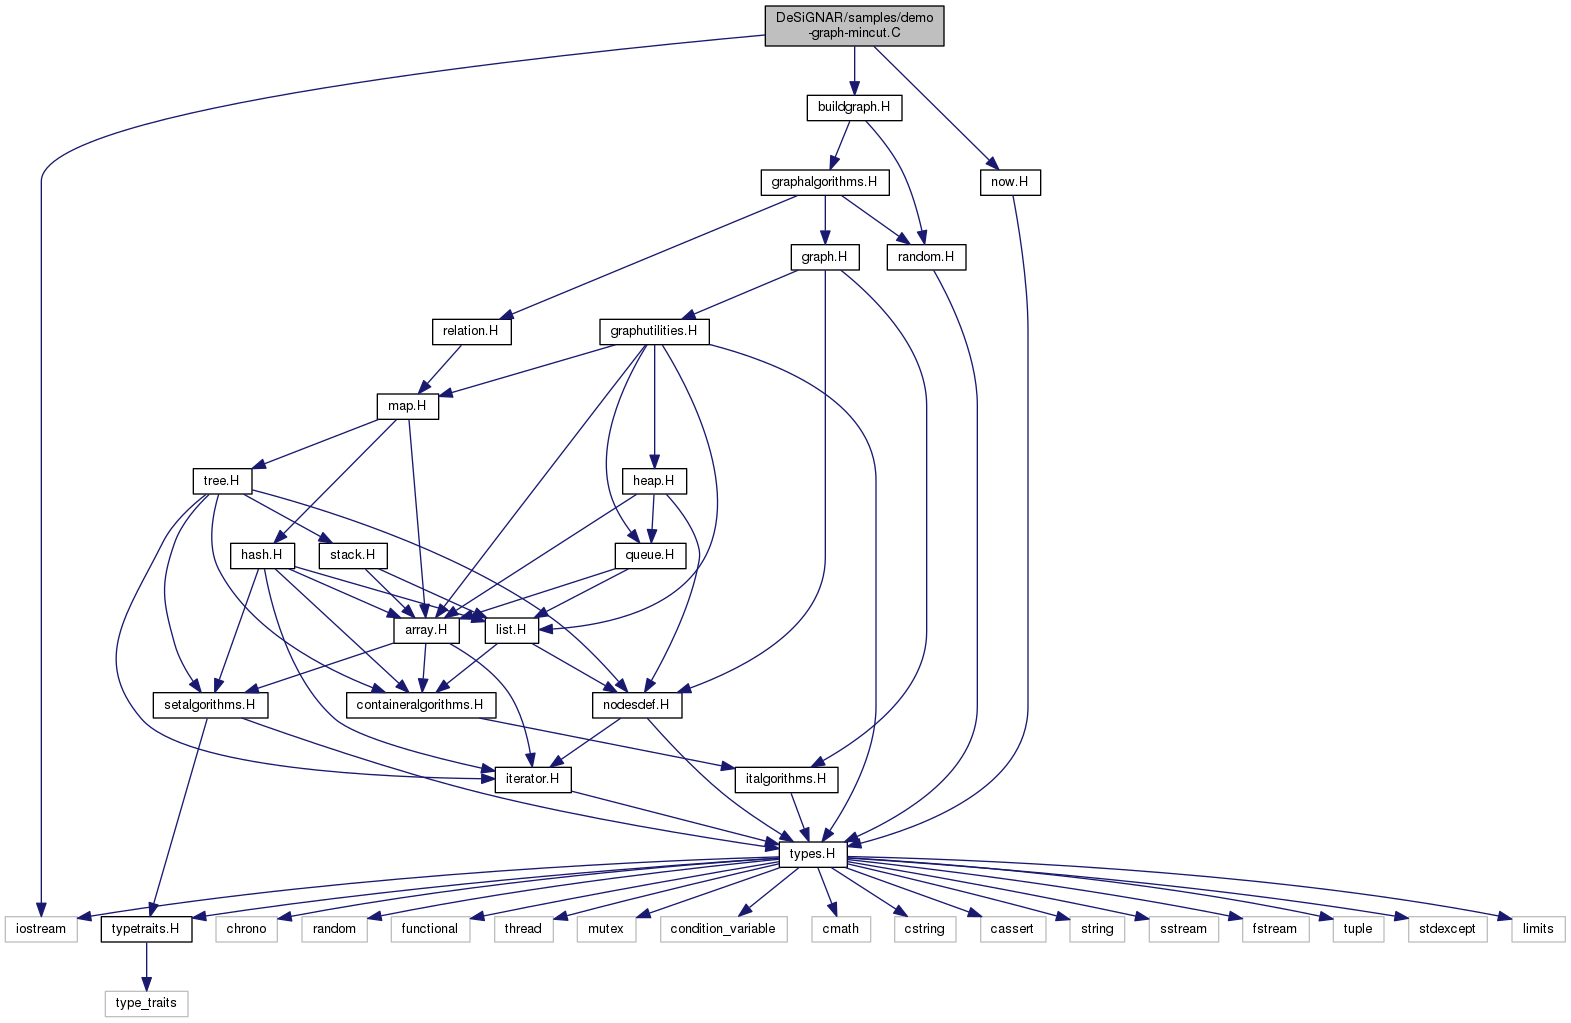 DeSiGNAR/samples/demo
-graph-mincut.C
buildgraph.H
graphalgorithms.H
now.H
graph.H
random.H
relation.H
graphutilities.H
map.H
tree.H
heap.H
hash.H
stack.H
queue.H
array.H
list.H
setalgorithms.H
containeralgorithms.H
nodesdef.H
iterator.H
italgorithms.H
types.H
iostream
typetraits.H
chrono
random
functional
thread
mutex
condition_variable
cmath
cstring
cassert
string
sstream
fstream
tuple
stdexcept
limits
type_traits